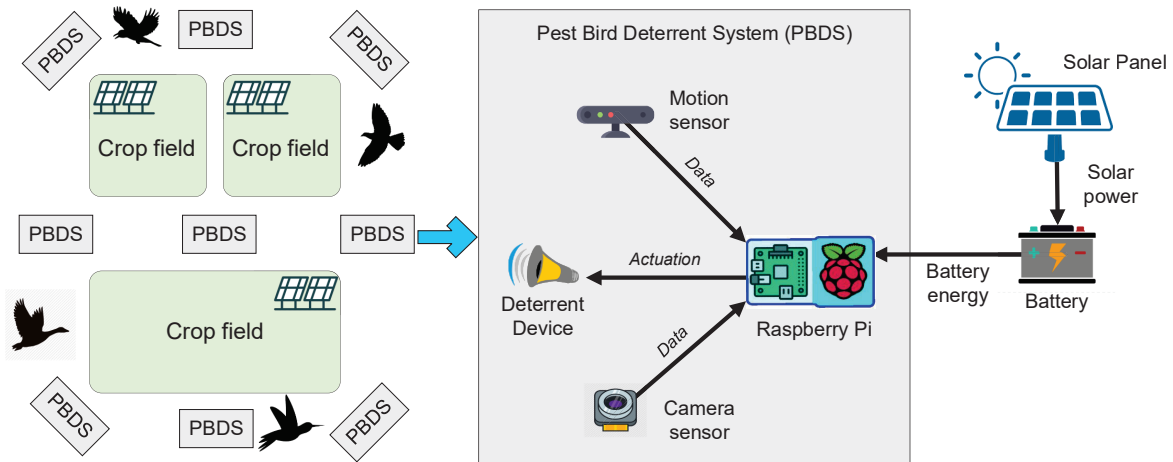 PBDS
PBDS
PBDS
Crop field
Crop field
PBDS
PBDS
PBDS
Crop field
PBDS
PBDS
PBDS
Pest Bird Deterrent System (PBDS)
Motion
sensor
Data
Actuation
Deterrent
Device
Raspberry Pi
Data
Camera
sensor
Solar Panel
Solar
power
Battery
energy
Battery